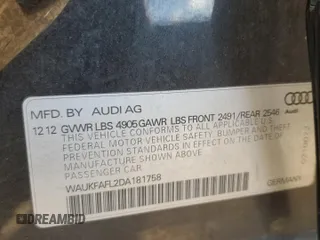 MFD. BY AUDI AG
12 12 GVWR LBS 4905 GAWR LBS FRONT 2491/REAR 2546
THIS VEHICLE CONFORMS TO ALL APPLICABLE U.S.
FEDERAL MOTOR VEHICLE SAFETY, BUMPER AND THEFT
PREVENTION STANDARDS IN EFFECT ON THE DATE OF
MANUFACTURE SHOWN ABOVE.
PASSENGER CAR
WAUKFAFL2DA181758
GERMANY
DREAMBID